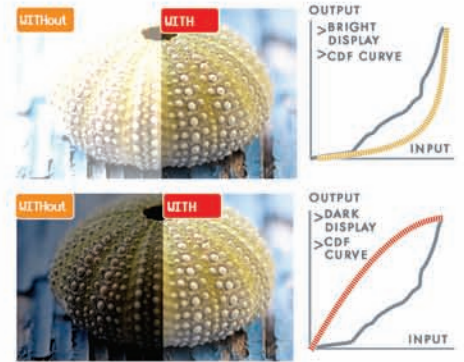 WITHout
WITH
OUTPUT
>BRIGHT
DISPLAY
>CDF CURVE
INPUT
WITHout
WITH
OUTPUT
>DARK
DISPLAY
>CDF
CURVE
INPUT